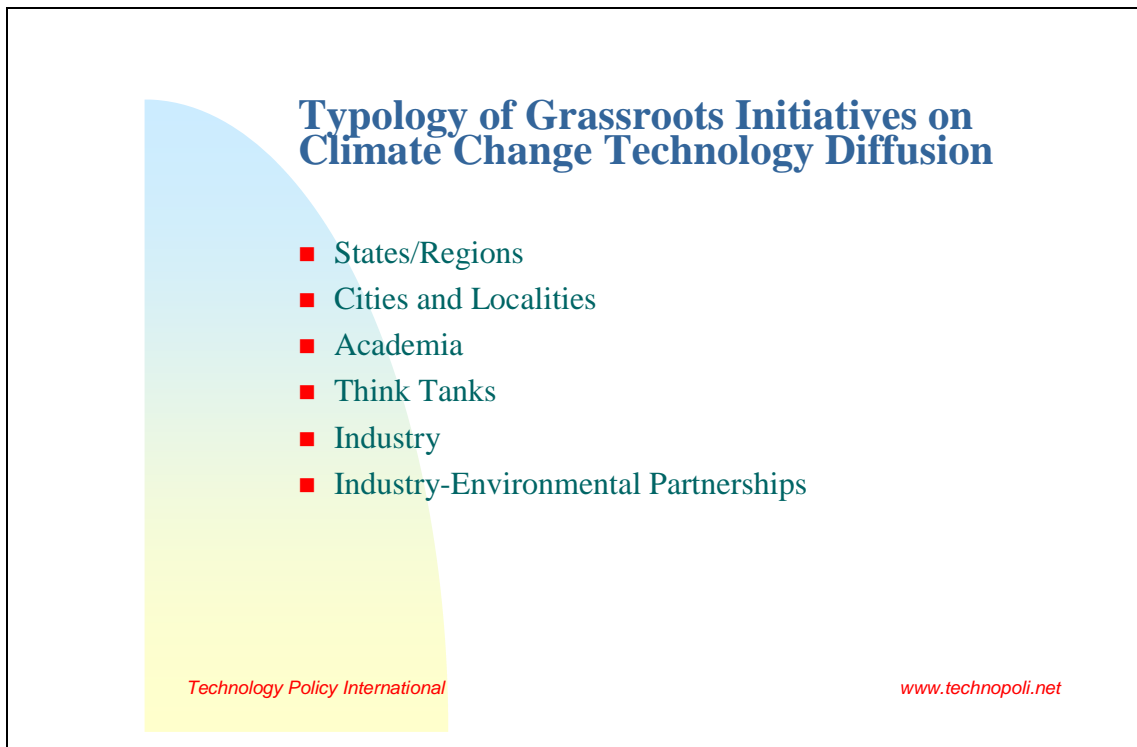 Typology of Grassroots Initiatives on
Climate Change Technology Diffusion
States/Regions
Cities and Localities
Academia
Think Tanks
Industry
Industry-Environmental Partnerships
Technology Policy International
www.technopoli.net